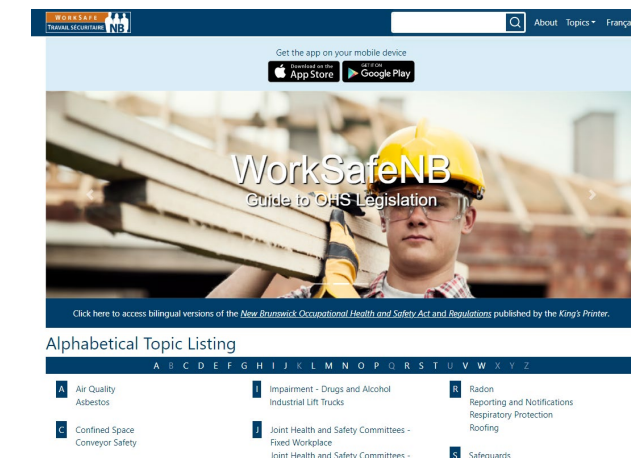 WORKSAFE
TRAVAIL SÉCURITAIRE NB
About Topics França
Get the app on your mobile device
Download on the App Store
GET IT ON Google Play
WorkSafeNB
Guide to OHS Legislation
Click here to access bilingual versions of the New Brunswick Occupational Health and Safety Act and Regulations published by the King's Printer.
Alphabetical Topic Listing
A B C D E F G H I J K L M N O P Q R S T U V W X Y Z
A Air Quality
Asbestos
C Confined Space
Conveyor Safety
I Impairment - Drugs and Alcohol
Industrial Lift Trucks
J Joint Health and Safety Committees -
Fixed Workplace
Joint Health and Safety Committees -
R Radon
Reporting and Notifications
Respiratory Protection
Roofing
S Safeguards